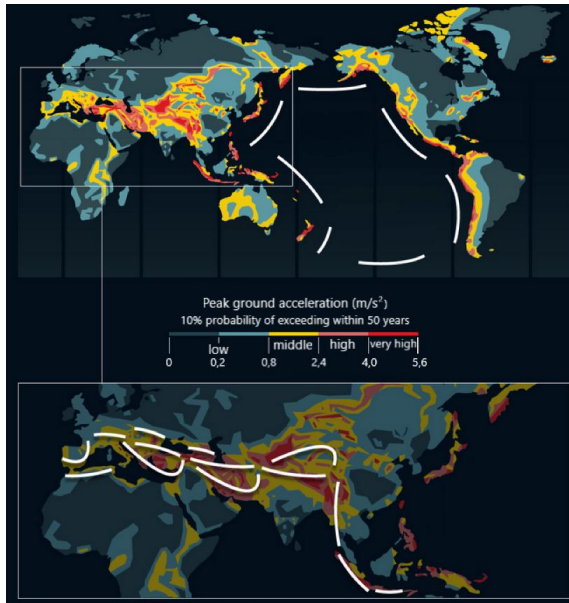 Peak ground acceleration (m/s²)
10% probability of exceeding within 50 years
low middle high very high
0 0,2 0,8 2,4 4,0 5,6